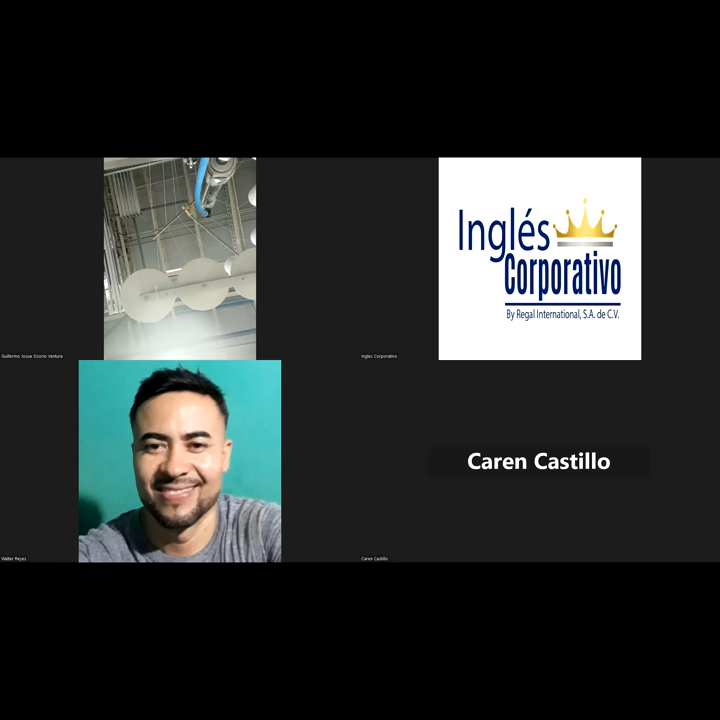 Inglés
Corporativo
By Regal International, S.A. de C.V.
Guillermo Josue Osorio Ventura
Ingles Corporativo
Caren Castillo
Walter Reyes
Caren Castillo